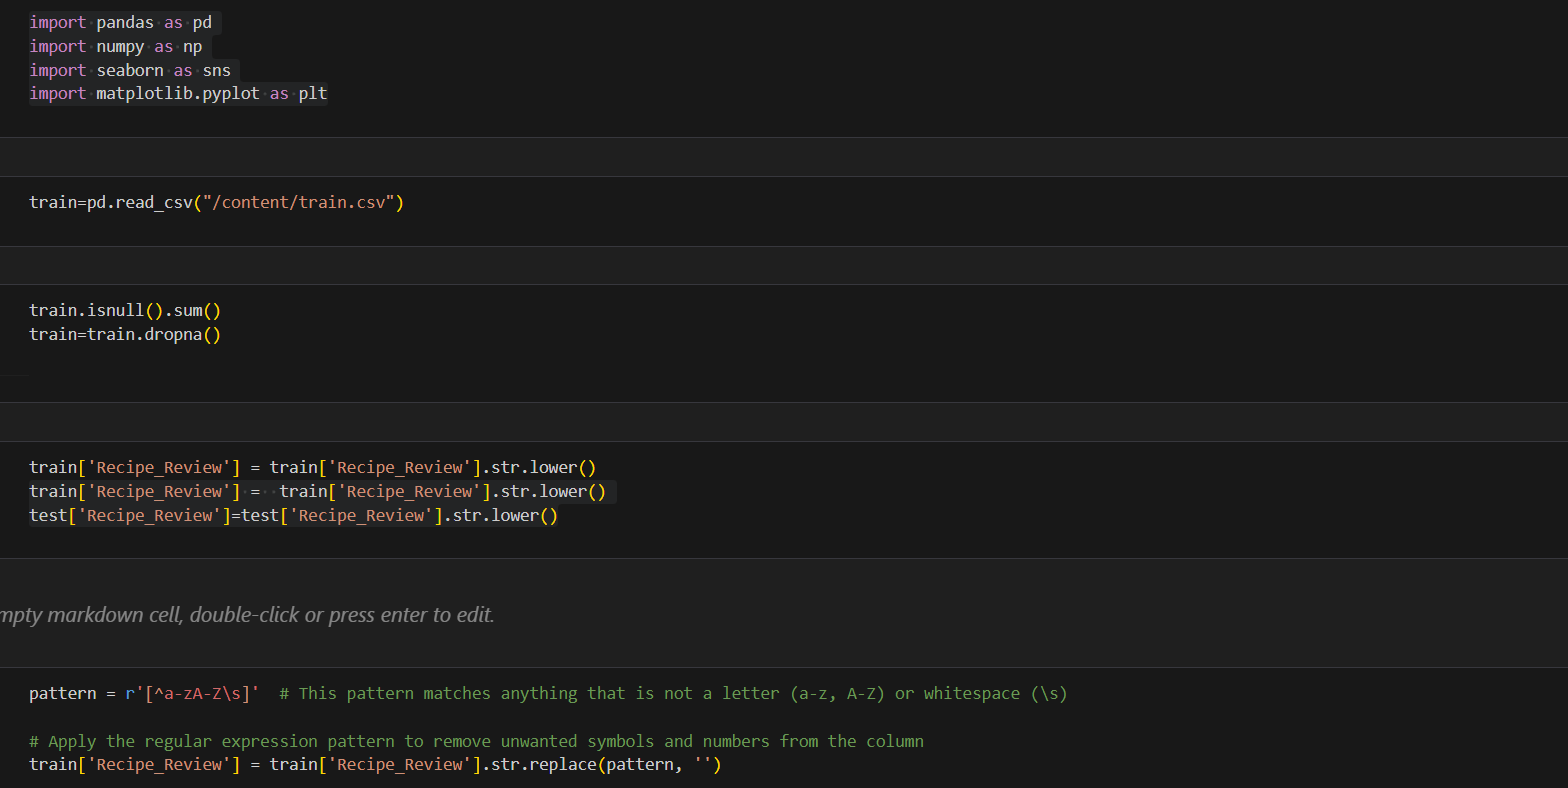 import pandas as pd
import numpy as np
import seaborn as sns
import matplotlib.pyplot as plt
train=pd.read_csv("/content/train.csv")
train.isnull().sum()
train=train.dropna()
train['Recipe_Review'] = train['Recipe_Review'].str.lower()
train['Recipe_Review'] =  train['Recipe_Review'].str.lower()
test['Recipe_Review']=test['Recipe_Review'].str.lower()
mpty markdown cell, double-click or press enter to edit.
pattern = r'[^a-zA-Z\s]'  # This pattern matches anything that is not a letter (a-z, A-Z) or whitespace (\s)
# Apply the regular expression pattern to remove unwanted symbols and numbers from the column
train['Recipe_Review'] = train['Recipe_Review'].str.replace(pattern, '')